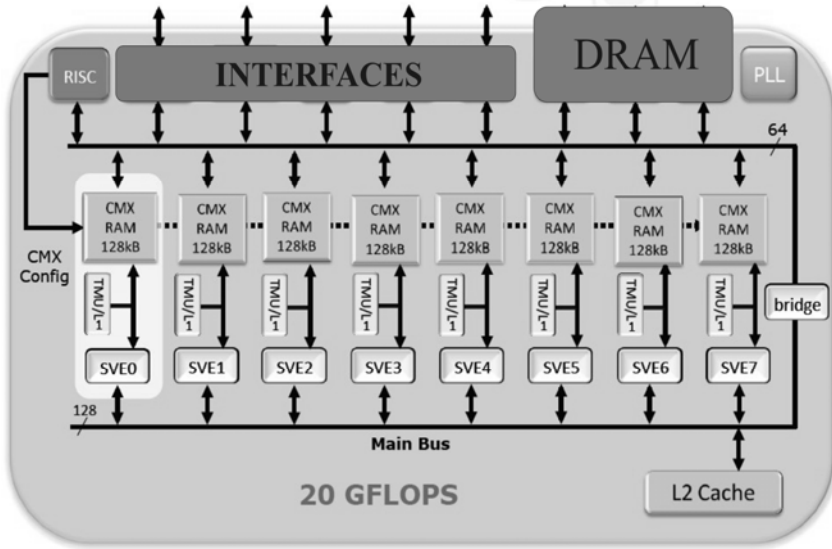 RISC
INTERFACES
DRAM
PLL
64
CMX
RAM
128kB
CMX
RAM
128kB
CMX
RAM
128kB
CMX
RAM
128kB
CMX
RAM
128kB
CMX
RAM
128kB
CMX
RAM
128kB
CMX
RAM
128kB
CMX
Config
TMU/L1
TMU/L1
TMU/L1
TMU/L1
TMU/L1
TMU/L1
TMU/L1
TMU/L1
bridge
SVE0
SVE1
SVE2
SVE3
SVE4
SVE5
SVE6
SVE7
128
Main Bus
20 GFLOPS
L2 Cache